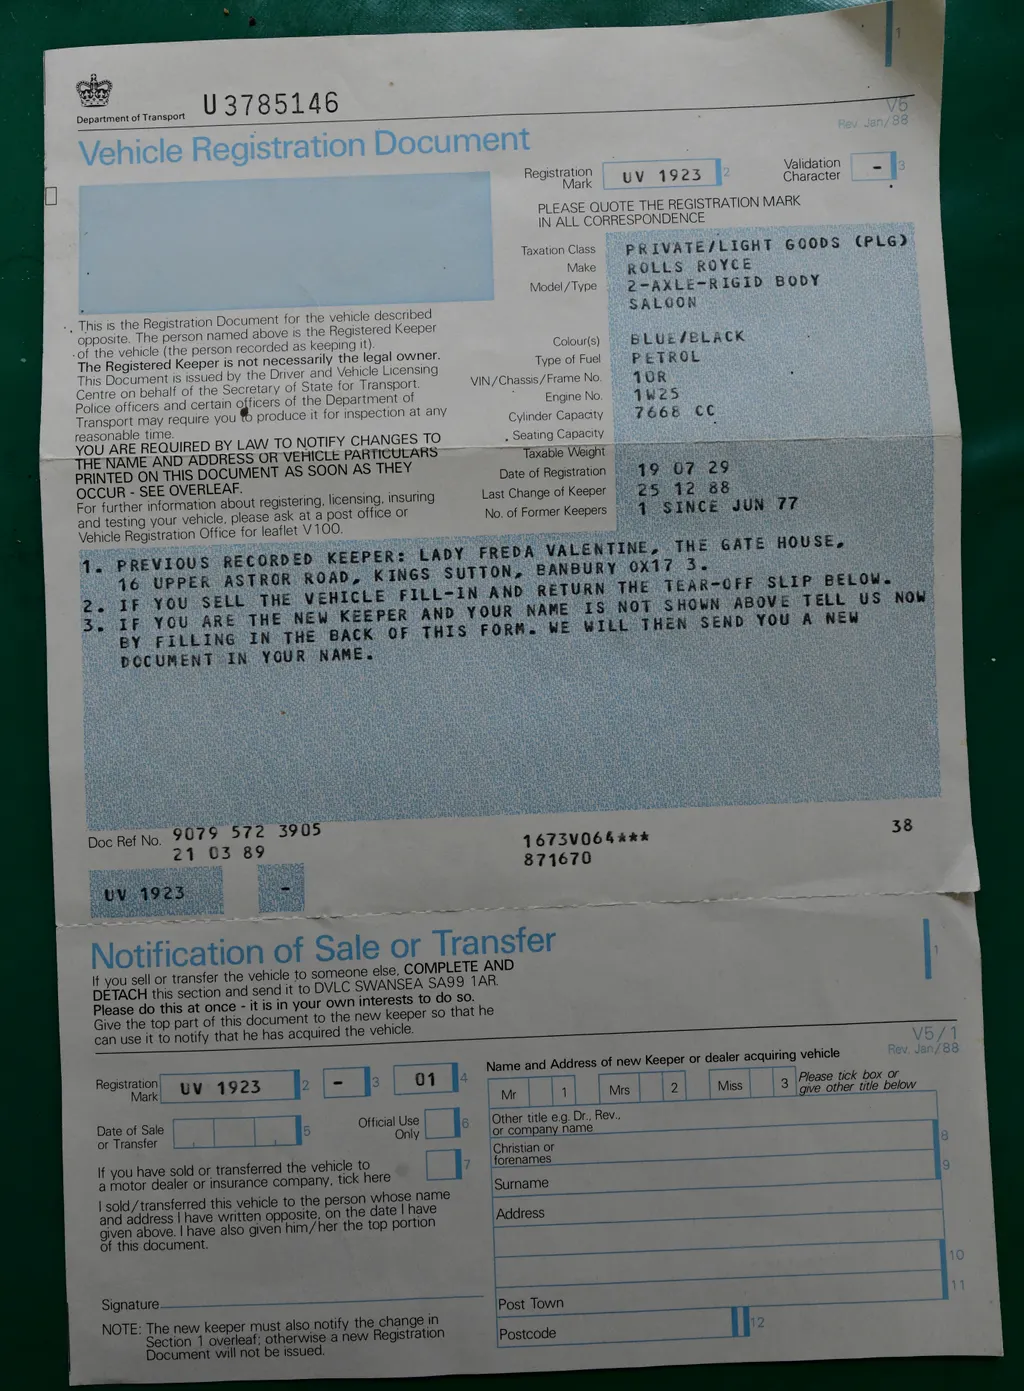 1
Department of Transport
U 3785146
V5
Rev. Jan/88
Vehicle Registration Document
Registration Mark
UV 1923
2
Validation Character
-
3
PLEASE QUOTE THE REGISTRATION MARK
IN ALL CORRESPONDENCE
Taxation Class PRIVATE/LIGHT GOODS (PLG)
Make ROLLS ROYCE
Model/Type 2-AXLE-RIGID BODY
SALOON
Colour(s) BLUE/BLACK
Type of Fuel PETROL
VIN/Chassis/Frame No. 1OR
Engine No. 1W25
Cylinder Capacity 7668 CC
Seating Capacity
Taxable Weight
Date of Registration 19 07 29
Last Change of Keeper 25 12 88
No. of Former Keepers 1 SINCE JUN 77
This is the Registration Document for the vehicle described
opposite. The person named above is the Registered Keeper
of the vehicle (the person recorded as keeping it).
The Registered Keeper is not necessarily the legal owner.
This Document is issued by the Driver and Vehicle Licensing
Centre on behalf of the Secretary of State for Transport.
Police officers and certain officers of the Department of
Transport may require you to produce it for inspection at any
reasonable time.
YOU ARE REQUIRED BY LAW TO NOTIFY CHANGES TO
THE NAME AND ADDRESS OR VEHICLE PARTICULARS
PRINTED ON THIS DOCUMENT AS SOON AS THEY
OCCUR - SEE OVERLEAF.
For further information about registering, licensing, insuring
and testing your vehicle, please ask at a post office or
Vehicle Registration Office for leaflet V100.
1. PREVIOUS RECORDED KEEPER: LADY FREDA VALENTINE, THE GATE HOUSE,
16 UPPER ASTROR ROAD, KINGS SUTTON, BANBURY OX17 3.
2. IF YOU SELL THE VEHICLE FILL-IN AND RETURN THE TEAR-OFF SLIP BELOW.
3. IF YOU ARE THE NEW KEEPER AND YOUR NAME IS NOT SHOWN ABOVE TELL US NOW
BY FILLING IN THE BACK OF THIS FORM. WE WILL THEN SEND YOU A NEW
DOCUMENT IN YOUR NAME.
Doc Ref No. 9079 572 3905
21 03 89
1673V064***
871670
38
UV 1923
-
Notification of Sale or Transfer
1
If you sell or transfer the vehicle to someone else, COMPLETE AND
DETACH this section and send it to DVLC SWANSEA SA99 1AR.
Please do this at once - it is in your own interests to do so.
Give the top part of this document to the new keeper so that he
can use it to notify that he has acquired the vehicle.
V5/1
Rev. Jan/88
Registration Mark
UV 1923
2
-
3
01
4
Date of Sale
or Transfer
5
Official Use
Only
6
If you have sold or transferred the vehicle to
a motor dealer or insurance company, tick here
7
I sold/transferred this vehicle to the person whose name
and address I have written opposite, on the date I have
given above. I have also given him/her the top portion
of this document.
Signature
NOTE: The new keeper must also notify the change in
Section 1 overleaf; otherwise a new Registration
Document will not be issued.
Name and Address of new Keeper or dealer acquiring vehicle
Mr 1 Mrs 2 Miss 3
Please tick box or
give other title below
Other title e.g. Dr., Rev.,
or company name
8
Christian or
forenames
9
Surname
Address
10
11
Post Town
Postcode
12